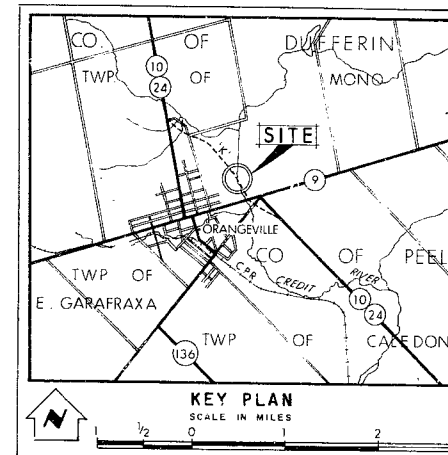 CO OF DUFFERIN
10
24
TWP OF
MONO
SITE
9
ORANGEVILLE
CO OF PEEL
TWP OF
E. GARAFRAXA
C.P.R.
CREDIT RIVER
10
24
136
TWP OF
CALEDON
KEY PLAN
SCALE IN MILES
N
1 1/2 0 1 2